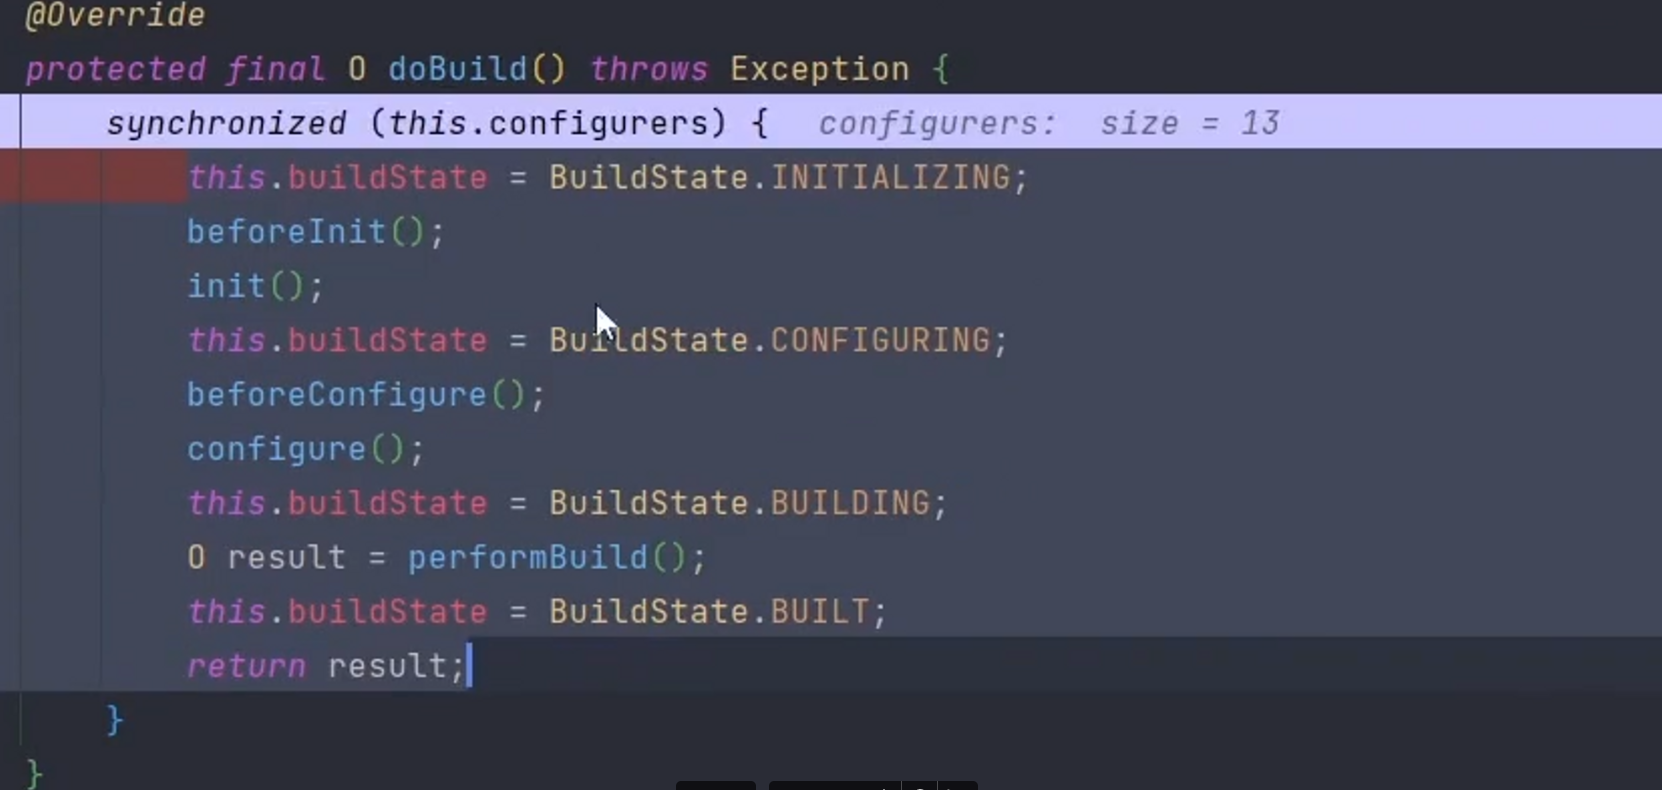 @Override
protected final O doBuild() throws Exception {
synchronized (this.configurers) { configurers: size = 13
this.buildState = BuildState.INITIALIZING;
beforeInit();
init();
this.buildState = BuildState.CONFIGURING;
beforeConfigure();
configure();
this.buildState = BuildState.BUILDING;
O result = performBuild();
this.buildState = BuildState.BUILT;
return result;
}
}